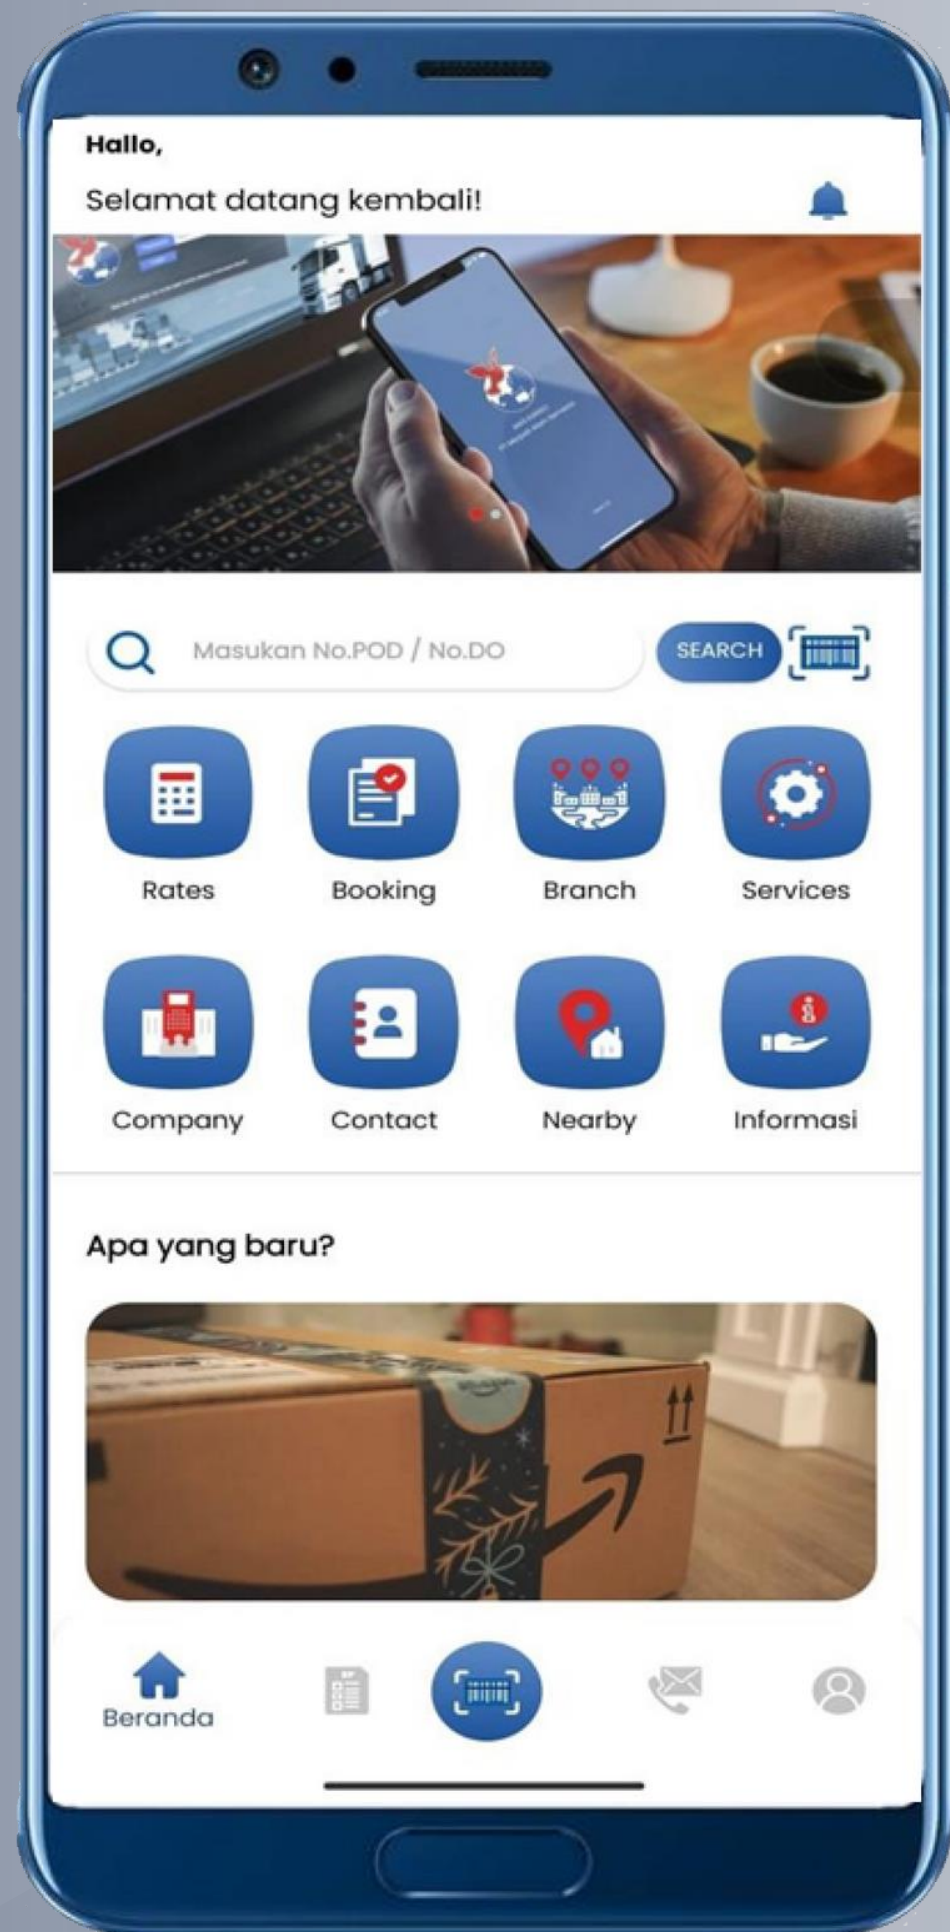 Hallo,
Selamat datang kembali!
Masukan No.POD / No.DO
SEARCH
Rates Booking Branch Services
Company Contact Nearby Informasi
Apa yang baru?
Beranda